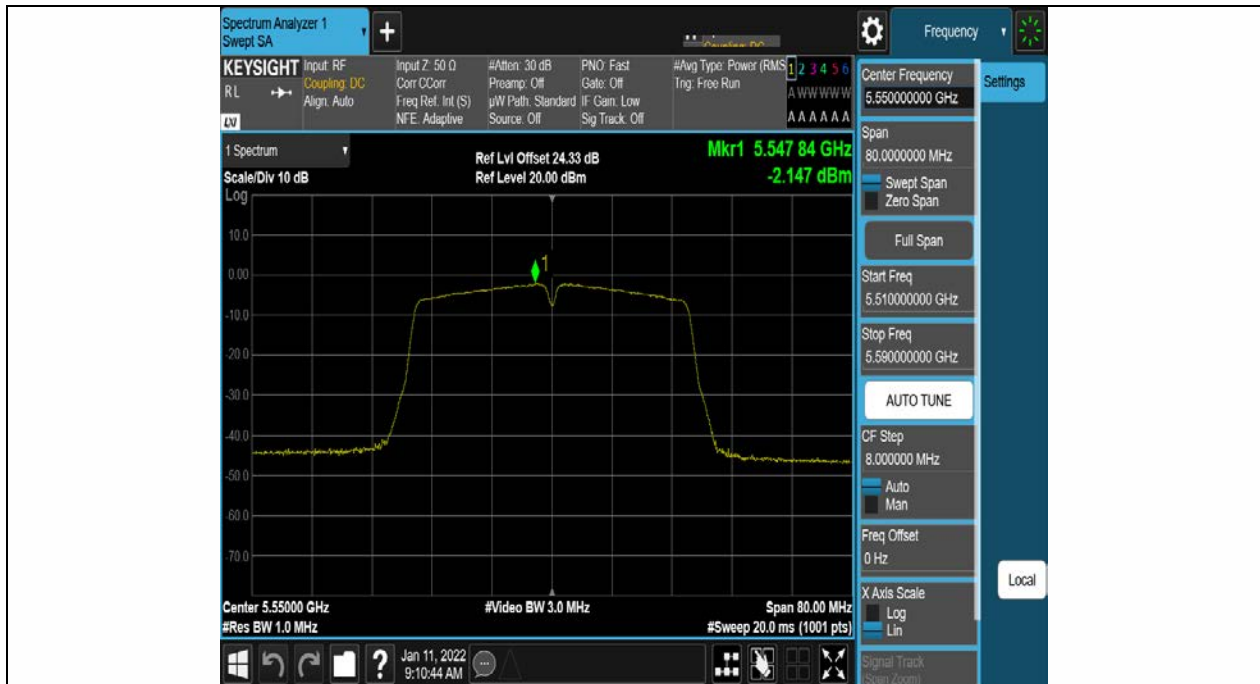 Spectrum Analyzer 1
Swept SA
+
Frequency
KEYSIGHT
RL
LXI
Input: RF
Coupling: DC
Align: Auto
Input Z: 50 Ω
Corr CCorr
Freq Ref: Int (S)
NFE: Adaptive
#Atten: 30 dB
Preamp: Off
µW Path: Standard
Source: Off
PNO: Fast
Gate: Off
IF Gain: Low
Sig Track: Off
#Avg Type: Power (RMS
Trig: Free Run
1 2 3 4 5 6
A W W W W W
A A A A A A
1 Spectrum
Scale/Div 10 dB
Log
Ref Lvl Offset 24.33 dB
Ref Level 20.00 dBm
Mkr1 5.547 84 GHz
-2.147 dBm
10.0
0.00
-10.0
-20.0
-30.0
-40.0
-50.0
-60.0
-70.0
1
Center 5.55000 GHz
#Res BW 1.0 MHz
#Video BW 3.0 MHz
Span 80.00 MHz
#Sweep 20.0 ms (1001 pts)
Center Frequency
5.550000000 GHz
Span
80.0000000 MHz
Swept Span
Zero Span
Full Span
Start Freq
5.510000000 GHz
Stop Freq
5.590000000 GHz
AUTO TUNE
CF Step
8.000000 MHz
Auto
Man
Freq Offset
0 Hz
X Axis Scale
Log
Lin
Signal Track
(Span Zoom)
Settings
Local
?
Jan 11, 2022
9:10:44 AM